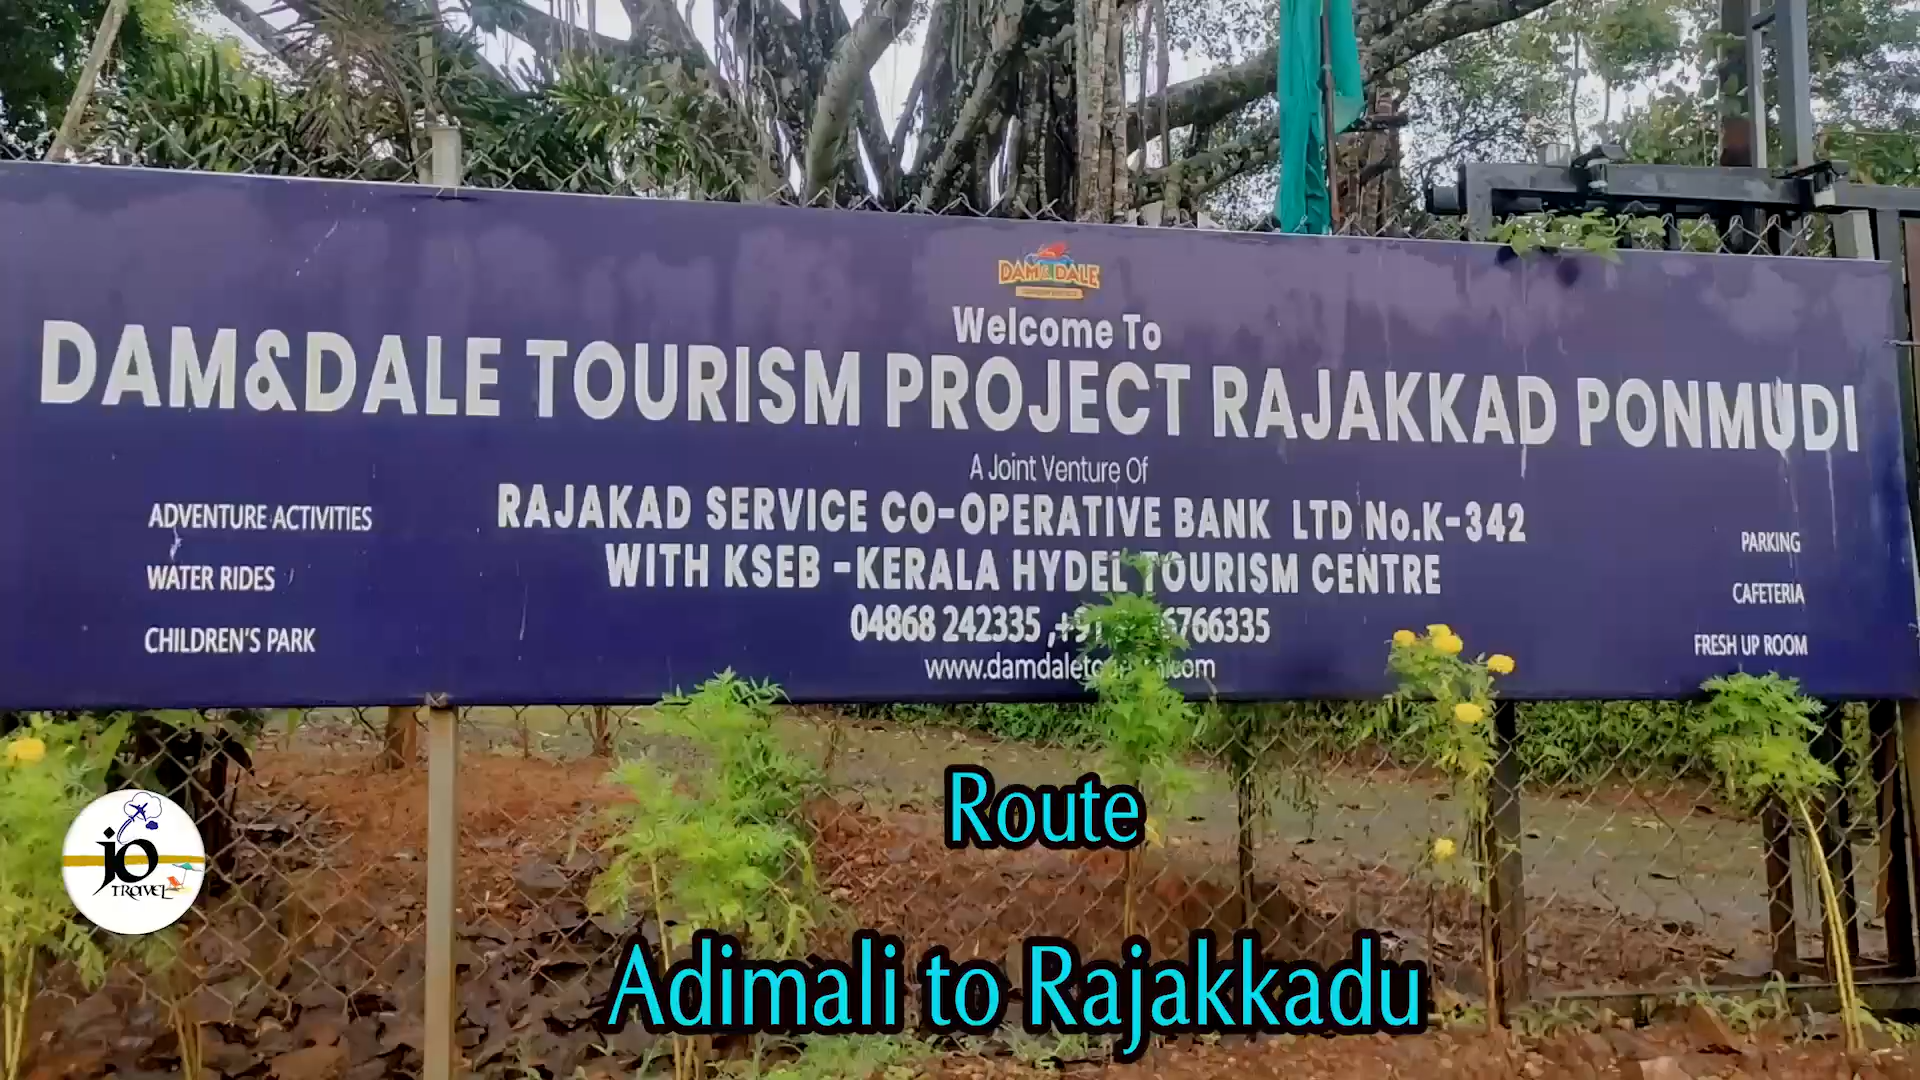 DAM & DALE
Welcome To
DAM&DALE TOURISM PROJECT RAJAKKAD PONMUDI
A Joint Venture Of
RAJAKAD SERVICE CO-OPERATIVE BANK LTD No.K-342
WITH KSEB -KERALA HYDEL TOURISM CENTRE
04868 242335
ADVENTURE ACTIVITIES
WATER RIDES
CHILDREN'S PARK
PARKING
CAFETERIA
FRESH UP ROOM
Route
Adimali to Rajakkadu
jo
TRAVEL